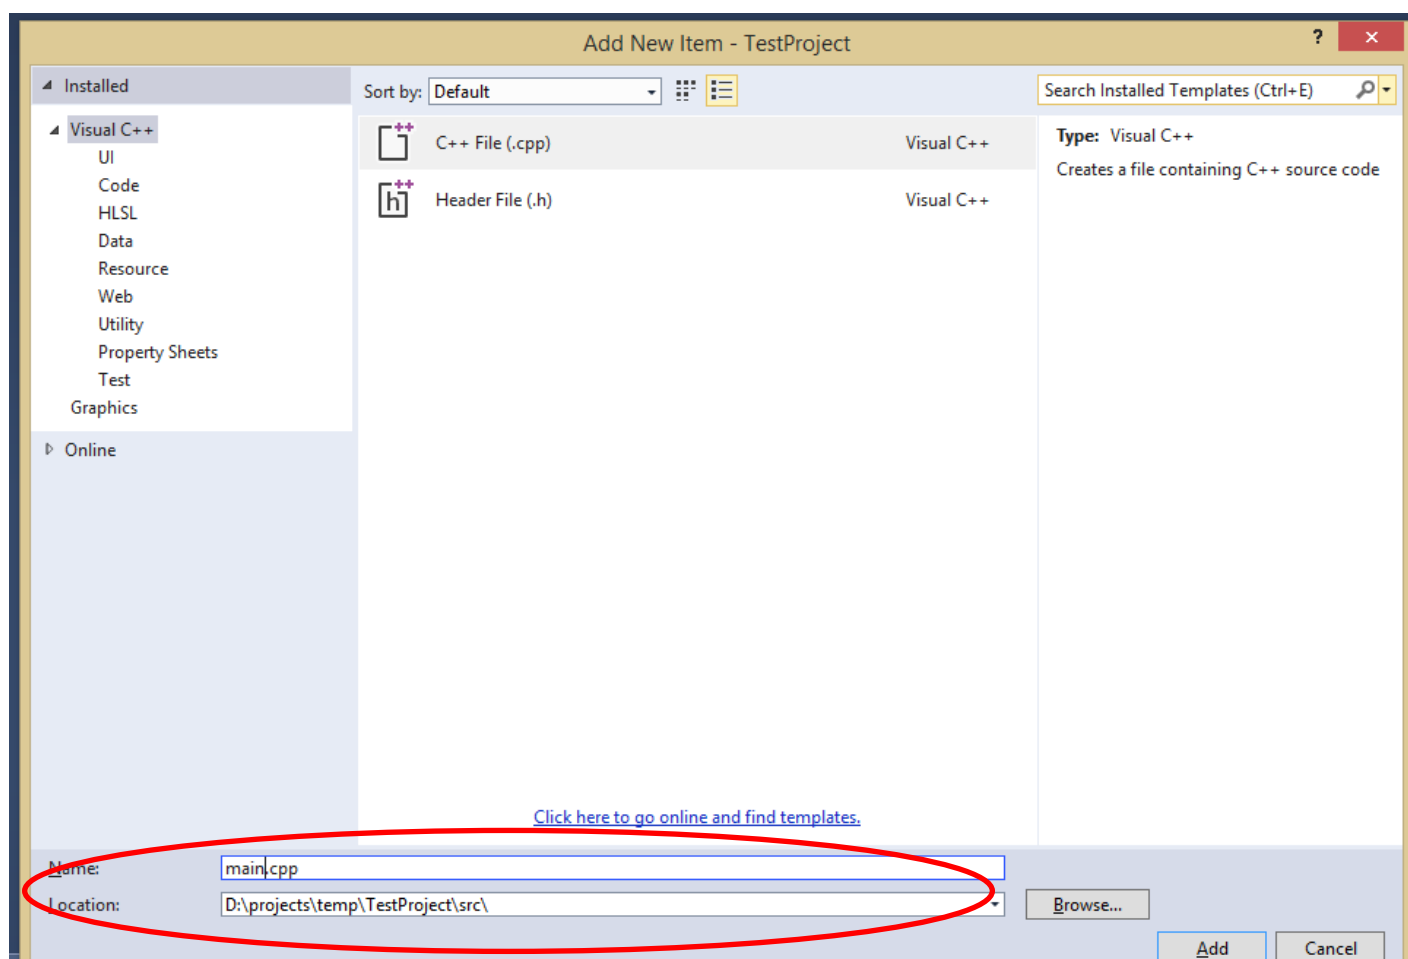 Add New Item - TestProject
?
Installed
Sort by: Default
Search Installed Templates (Ctrl+E)
Visual C++
UI
Code
HLSL
Data
Resource
Web
Utility
Property Sheets
Test
Graphics
Online
C++ File (.cpp) Visual C++
Header File (.h) Visual C++
Type: Visual C++
Creates a file containing C++ source code
Click here to go online and find templates.
Name: main.cpp
Location: D:\projects\temp\TestProject\src\
Browse...
Add Cancel